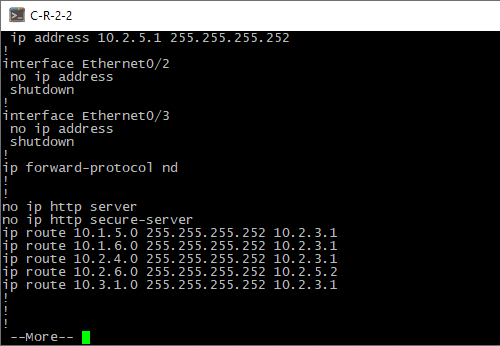 C-R-2-2
 ip address 10.2.5.1 255.255.255.252
!
interface Ethernet0/2
 no ip address
 shutdown
!
interface Ethernet0/3
 no ip address
 shutdown
!
ip forward-protocol nd
!
!
no ip http server
no ip http secure-server
ip route 10.1.5.0 255.255.255.252 10.2.3.1
ip route 10.1.6.0 255.255.255.252 10.2.3.1
ip route 10.2.4.0 255.255.255.252 10.2.3.1
ip route 10.2.6.0 255.255.255.252 10.2.5.2
ip route 10.3.1.0 255.255.255.252 10.2.3.1
!
!
!
 --More--